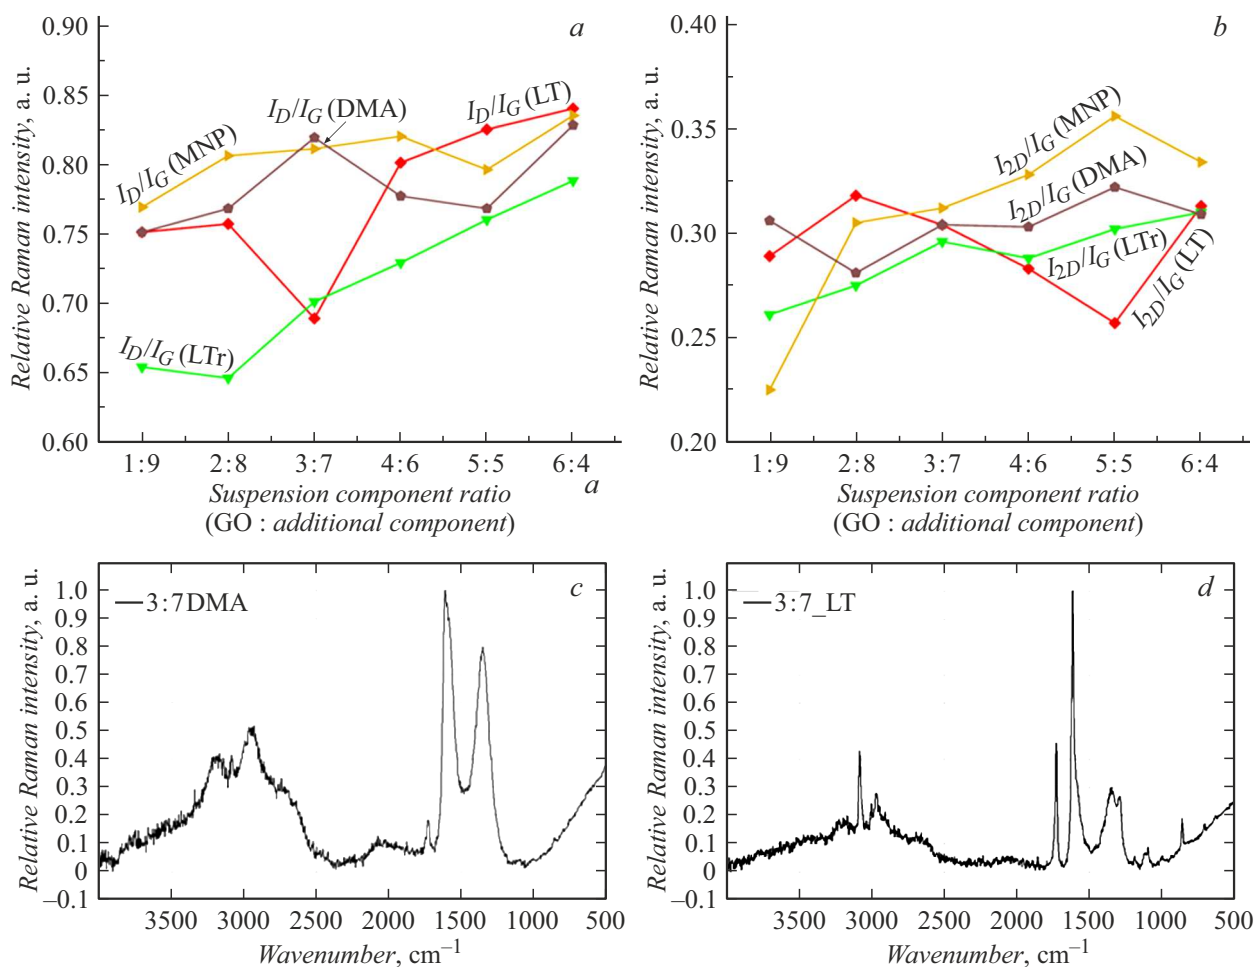 a
Relative Raman intensity, a. u.
0.90
0.85
0.80
0.75
0.70
0.65
0.60
I_D/I_G (MNP)
I_D/I_G (DMA)
I_D/I_G (LT)
I_D/I_G (LTr)
1:9 2:8 3:7 4:6 5:5 6:4
Suspension component ratio
a
(GO : additional component)
b
Relative Raman intensity, a. u.
0.40
0.35
0.30
0.25
0.20
I_2D/I_G (MNP)
I_2D/I_G (DMA)
I_2D/I_G (LTr)
I_2D/I_G (LT)
1:9 2:8 3:7 4:6 5:5 6:4
Suspension component ratio
(GO : additional component)
c
3:7 DMA
Relative Raman intensity, a. u.
1.0
0.9
0.8
0.7
0.6
0.5
0.4
0.3
0.2
0.1
0
–0.1
3500 3000 2500 2000 1500 1000 500
Wavenumber, cm⁻¹
d
3:7_LT
Relative Raman intensity, a. u.
1.0
0.9
0.8
0.7
0.6
0.5
0.4
0.3
0.2
0.1
0
–0.1
3500 3000 2500 2000 1500 1000 500
Wavenumber, cm⁻¹